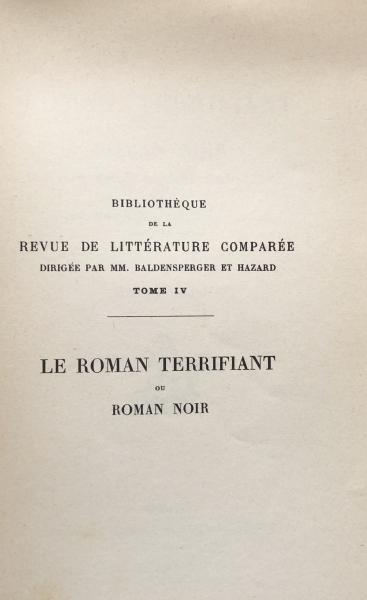 BIBLIOTHÈQUE
DE LA
REVUE DE LITTÉRATURE COMPARÉE
DIRIGÉE PAR MM. BALDENSPERGER ET HAZARD
TOME IV
LE ROMAN TERRIFIANT
OU
ROMAN NOIR